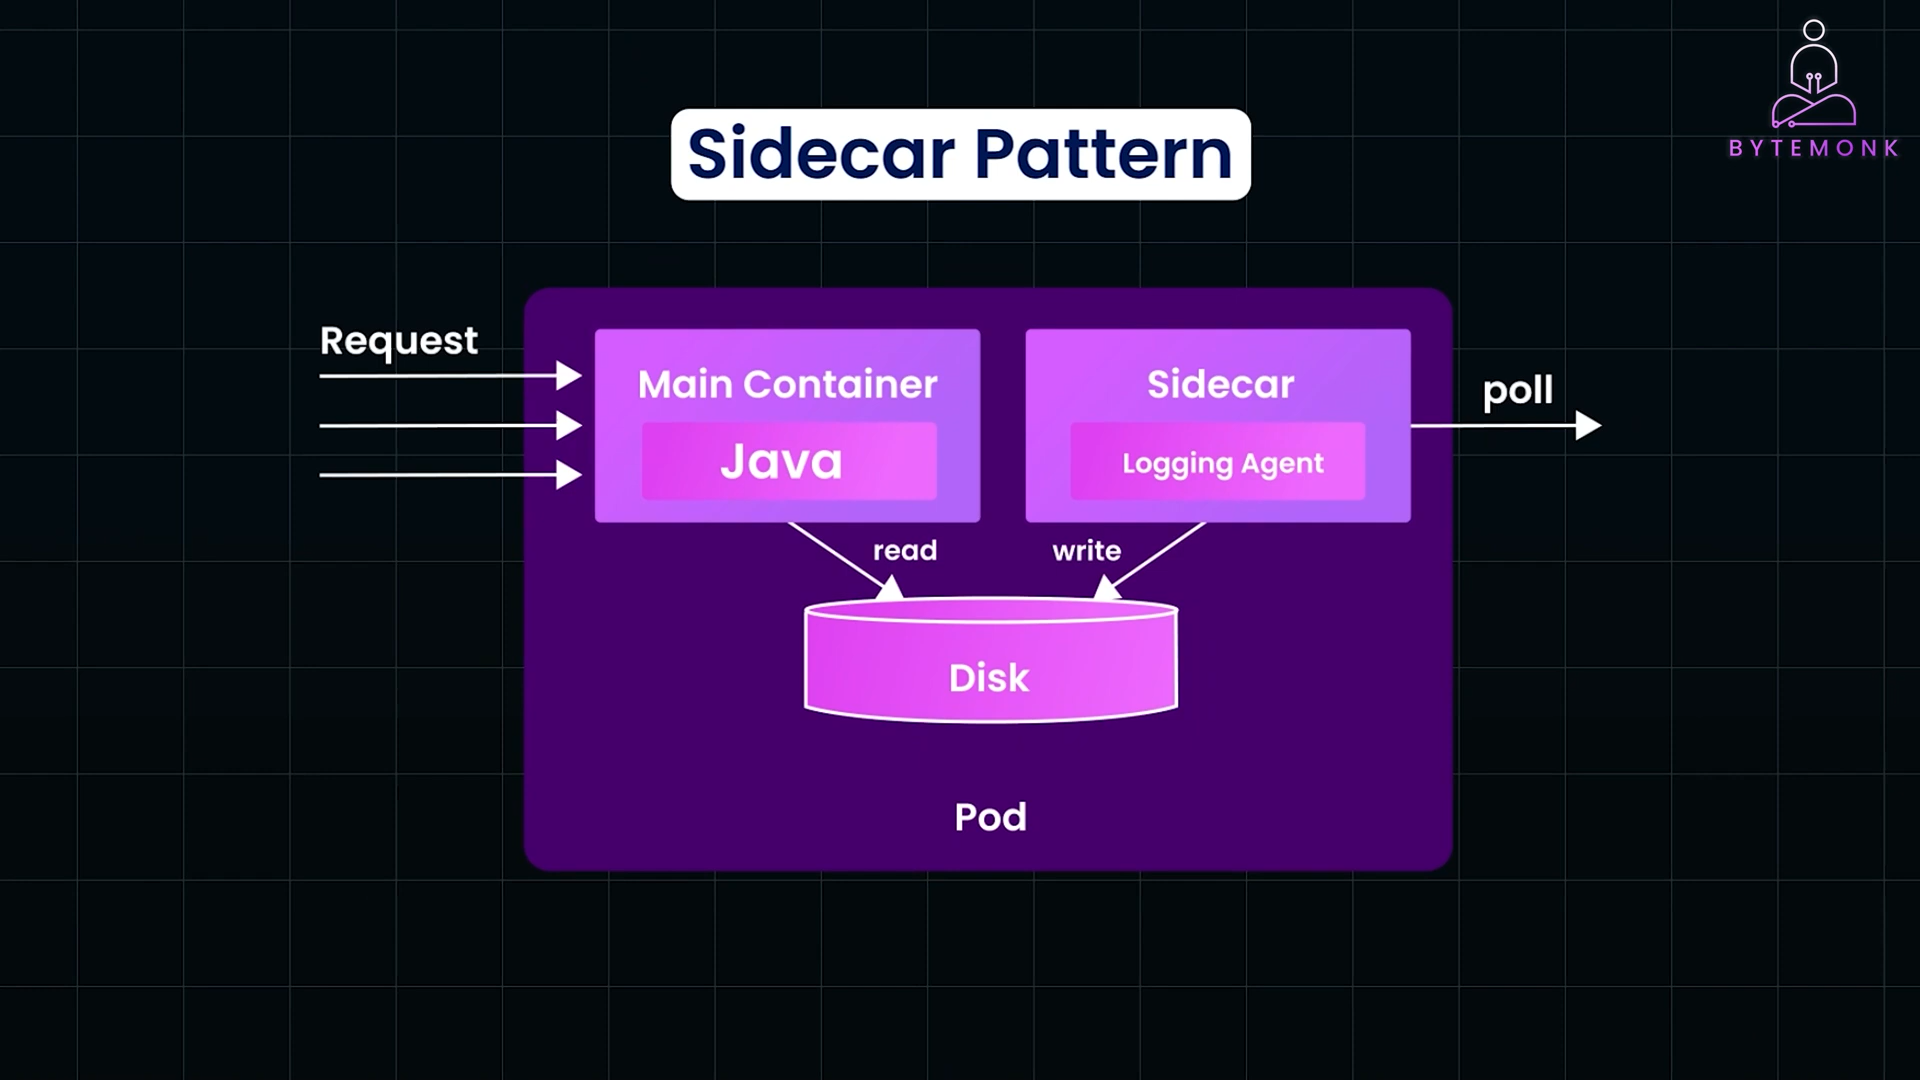 BYTEMONK
Sidecar Pattern
Request
Main Container
Java
Sidecar
Logging Agent
poll
read
write
Disk
Pod